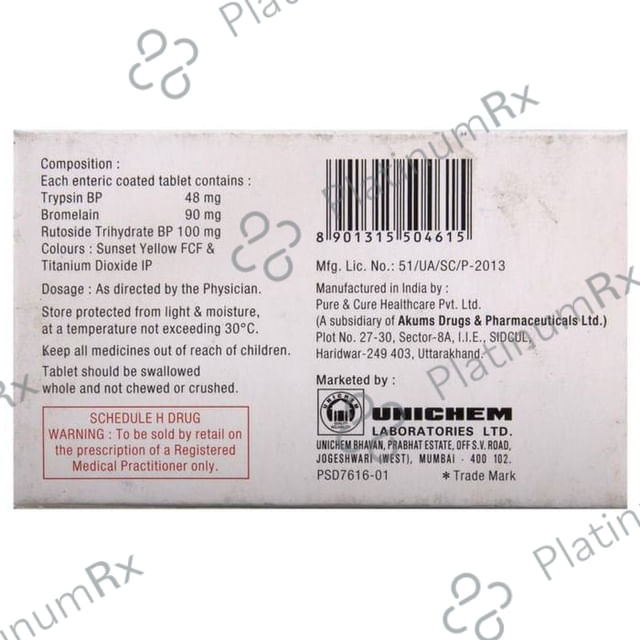 Composition :
Each enteric coated tablet contains :
Trypsin BP 48 mg
Bromelain 90 mg
Rutoside Trihydrate BP 100 mg
Colours : Sunset Yellow FCF &
Titanium Dioxide IP
Dosage : As directed by the Physician.
Store protected from light & moisture,
at a temperature not exceeding 30°C.
Keep all medicines out of reach of children.
Tablet should be swallowed
whole and not chewed or crushed.
SCHEDULE H DRUG
WARNING : To be sold by retail on
the prescription of a Registered
Medical Practitioner only.
8 901315 504615
Mfg. Lic. No.: 51/UA/SC/P-2013
Manufactured in India by :
Pure & Cure Healthcare Pvt. Ltd.
(A subsidiary of Akums Drugs & Pharmaceuticals Ltd.)
Plot No. 27-30, Sector-8A, I.I.E., SIDCUL,
Haridwar-249 403, Uttarakhand.
Marketed by :
UNICHEM
UNICHEM
LABORATORIES LTD.
UNICHEM BHAVAN, PRABHAT ESTATE, OFF S.V. ROAD,
JOGESHWARI (WEST), MUMBAI - 400 102.
PSD7616-01 * Trade Mark
PlatinumRx
PlatinumRx
PlatinumRx
PlatinumRx